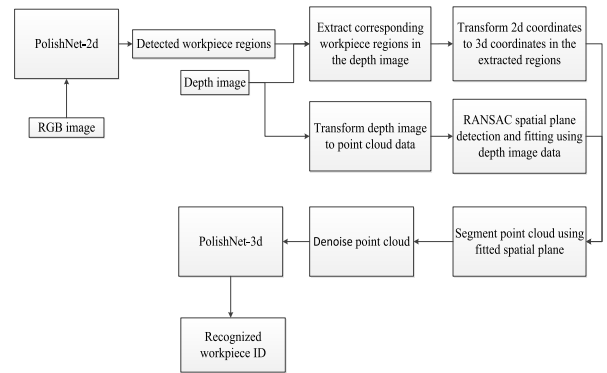 PolishNet-2d
Detected workpiece regions
Extract corresponding
workpiece regions in
the depth image
Transform 2d coordinates
to 3d coordinates in the
extracted regions
Depth image
RGB image
Transform depth image
to point cloud data
RANSAC spatial plane
detection and fitting using
depth image data
PolishNet-3d
Denoise point cloud
Segment point cloud using
fitted spatial plane
Recognized
workpiece ID